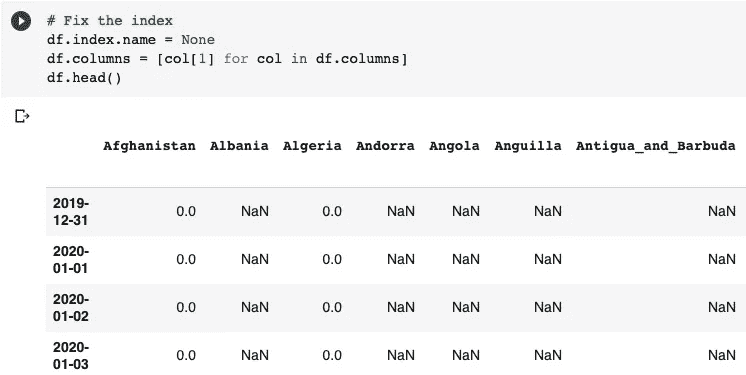 # Fix the index
df.index.name = None
df.columns = [col[1] for col in df.columns]
df.head()
Afghanistan Albania Algeria Andorra Angola Anguilla Antigua_and_Barbuda
2019-
12-31 0.0 NaN 0.0 NaN NaN NaN NaN
2020-
01-01 0.0 NaN 0.0 NaN NaN NaN NaN
2020-
01-02 0.0 NaN 0.0 NaN NaN NaN NaN
2020-
01-03 0.0 NaN 0.0 NaN NaN NaN NaN